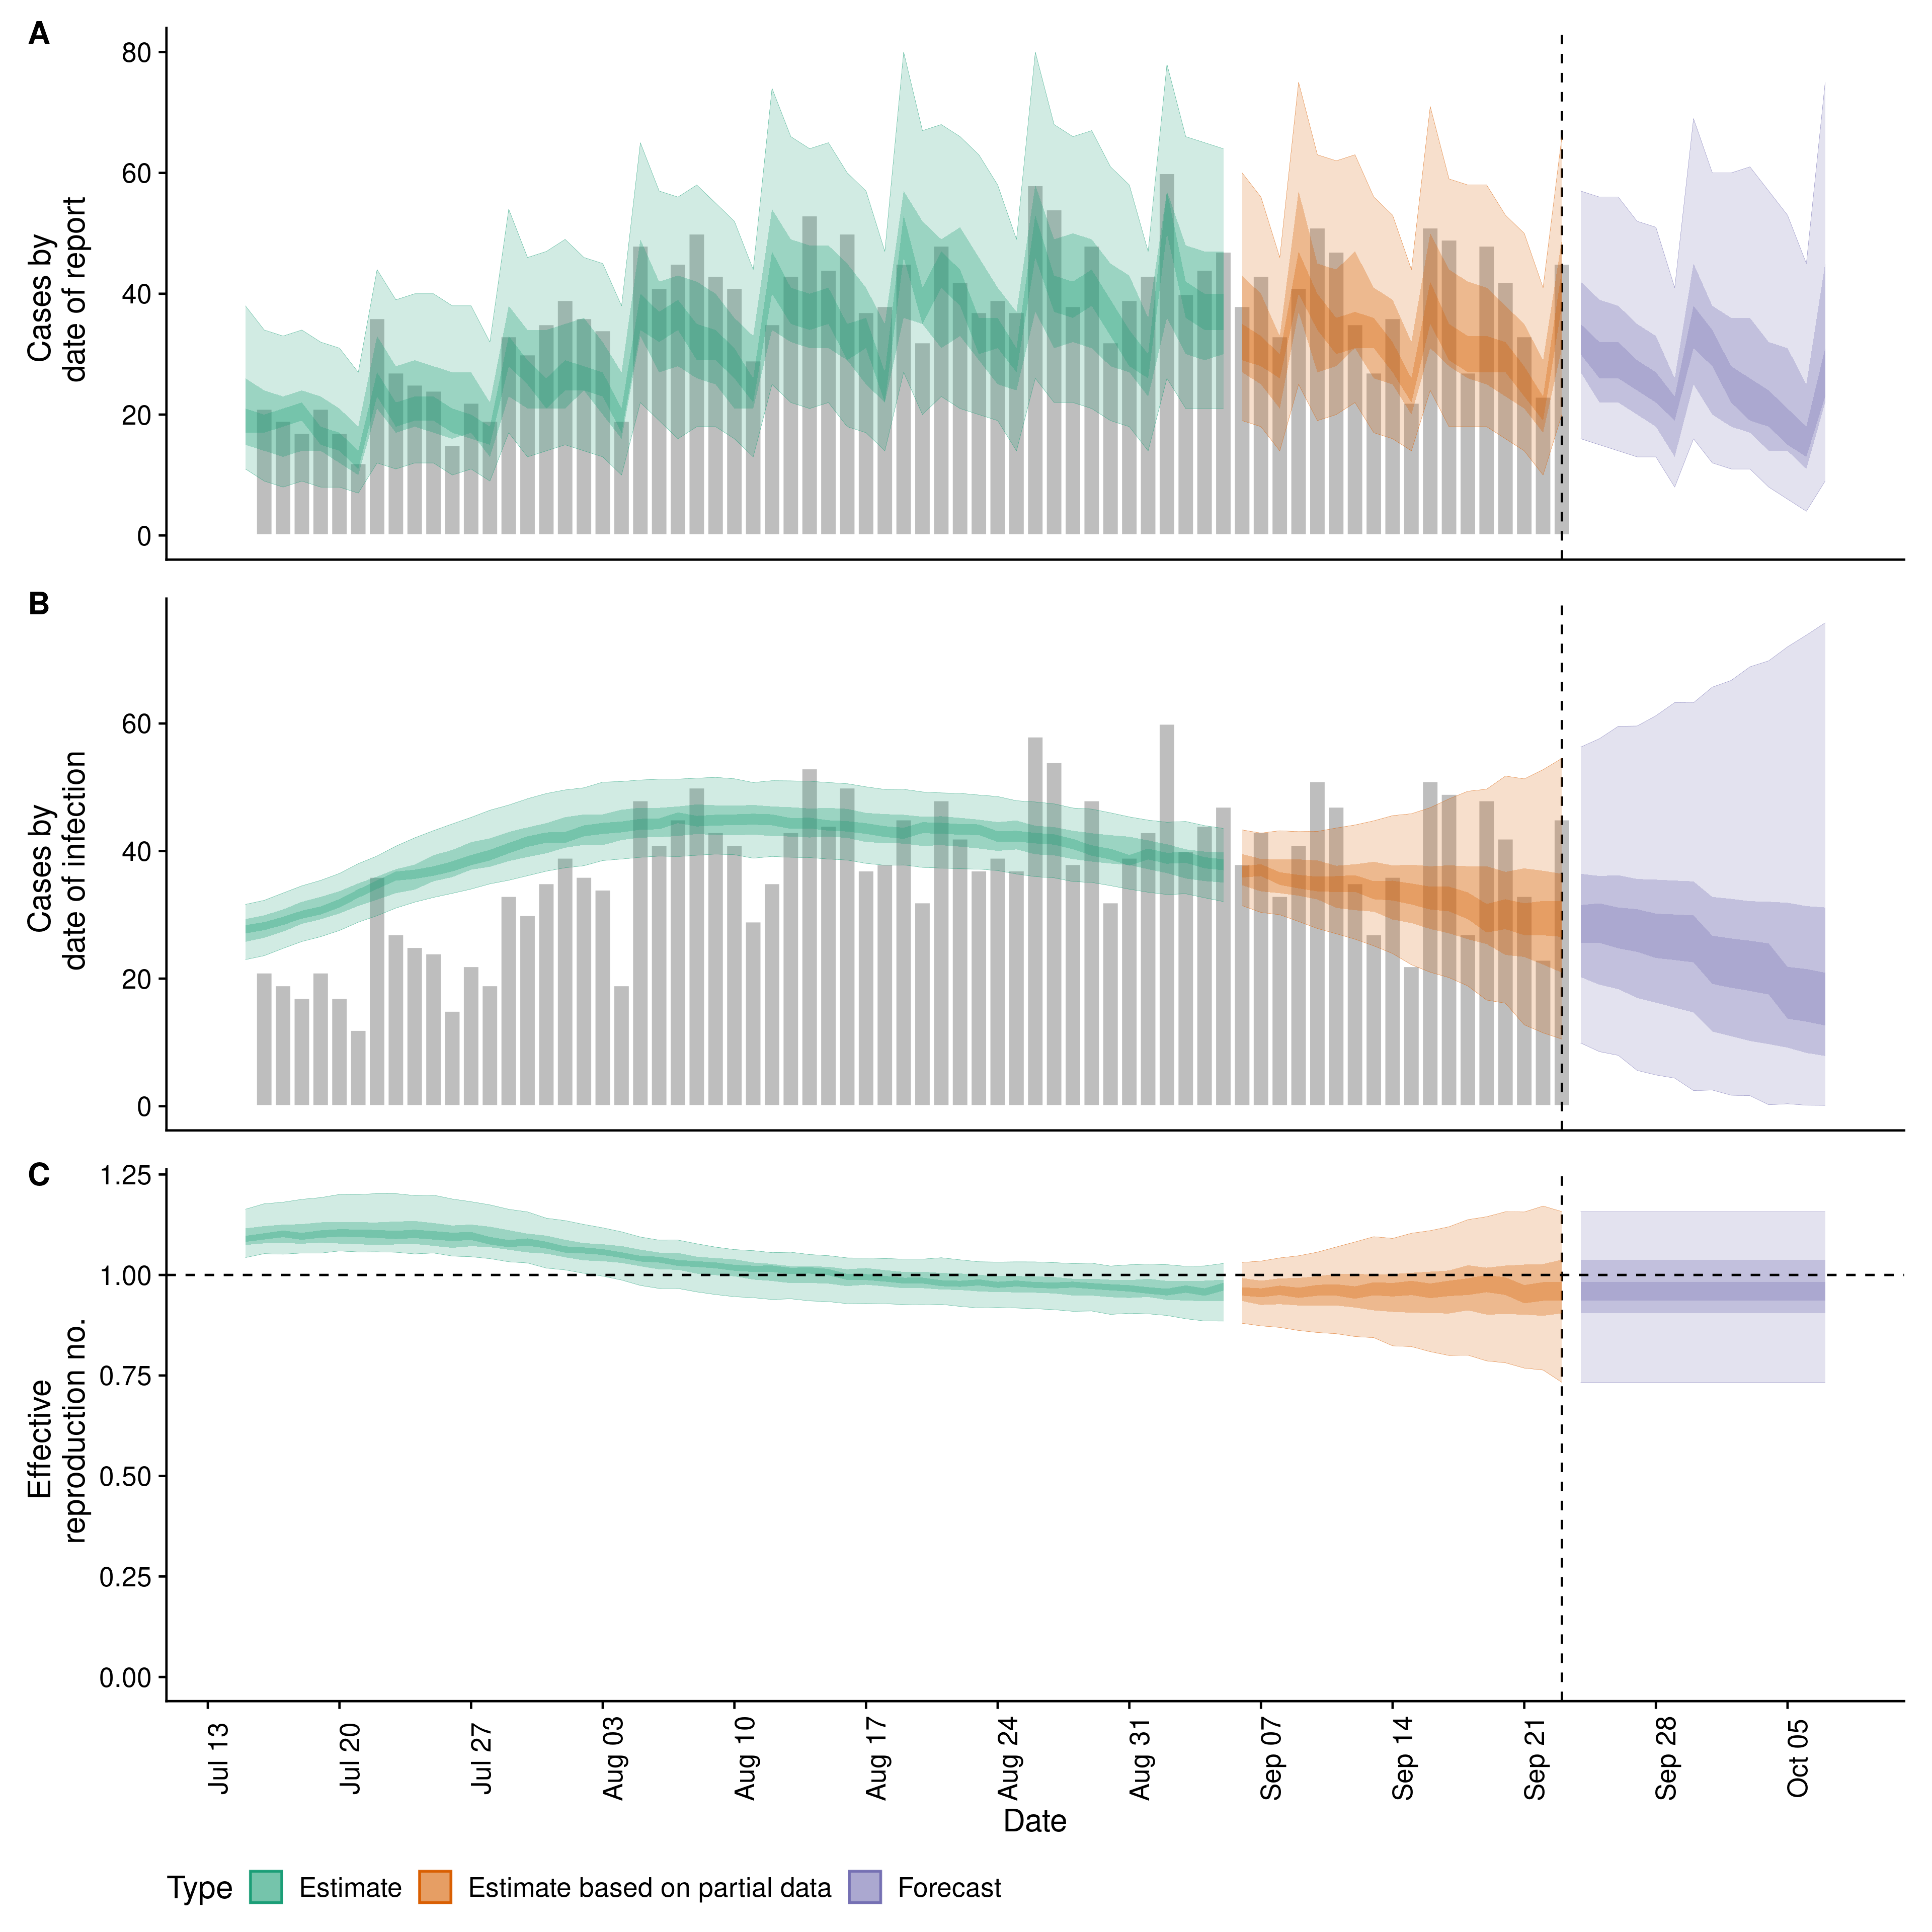 A
80
60
40
20
0
Cases by
date of report
B
60
40
20
0
Cases by
date of infection
C
1.25
1.00
0.75
0.50
0.25
0.00
Effective
reproduction no.
Jul 13
Jul 20
Jul 27
Aug 03
Aug 10
Aug 17
Aug 24
Aug 31
Sep 07
Sep 14
Sep 21
Sep 28
Oct 05
Date
Type Estimate Estimate based on partial data Forecast